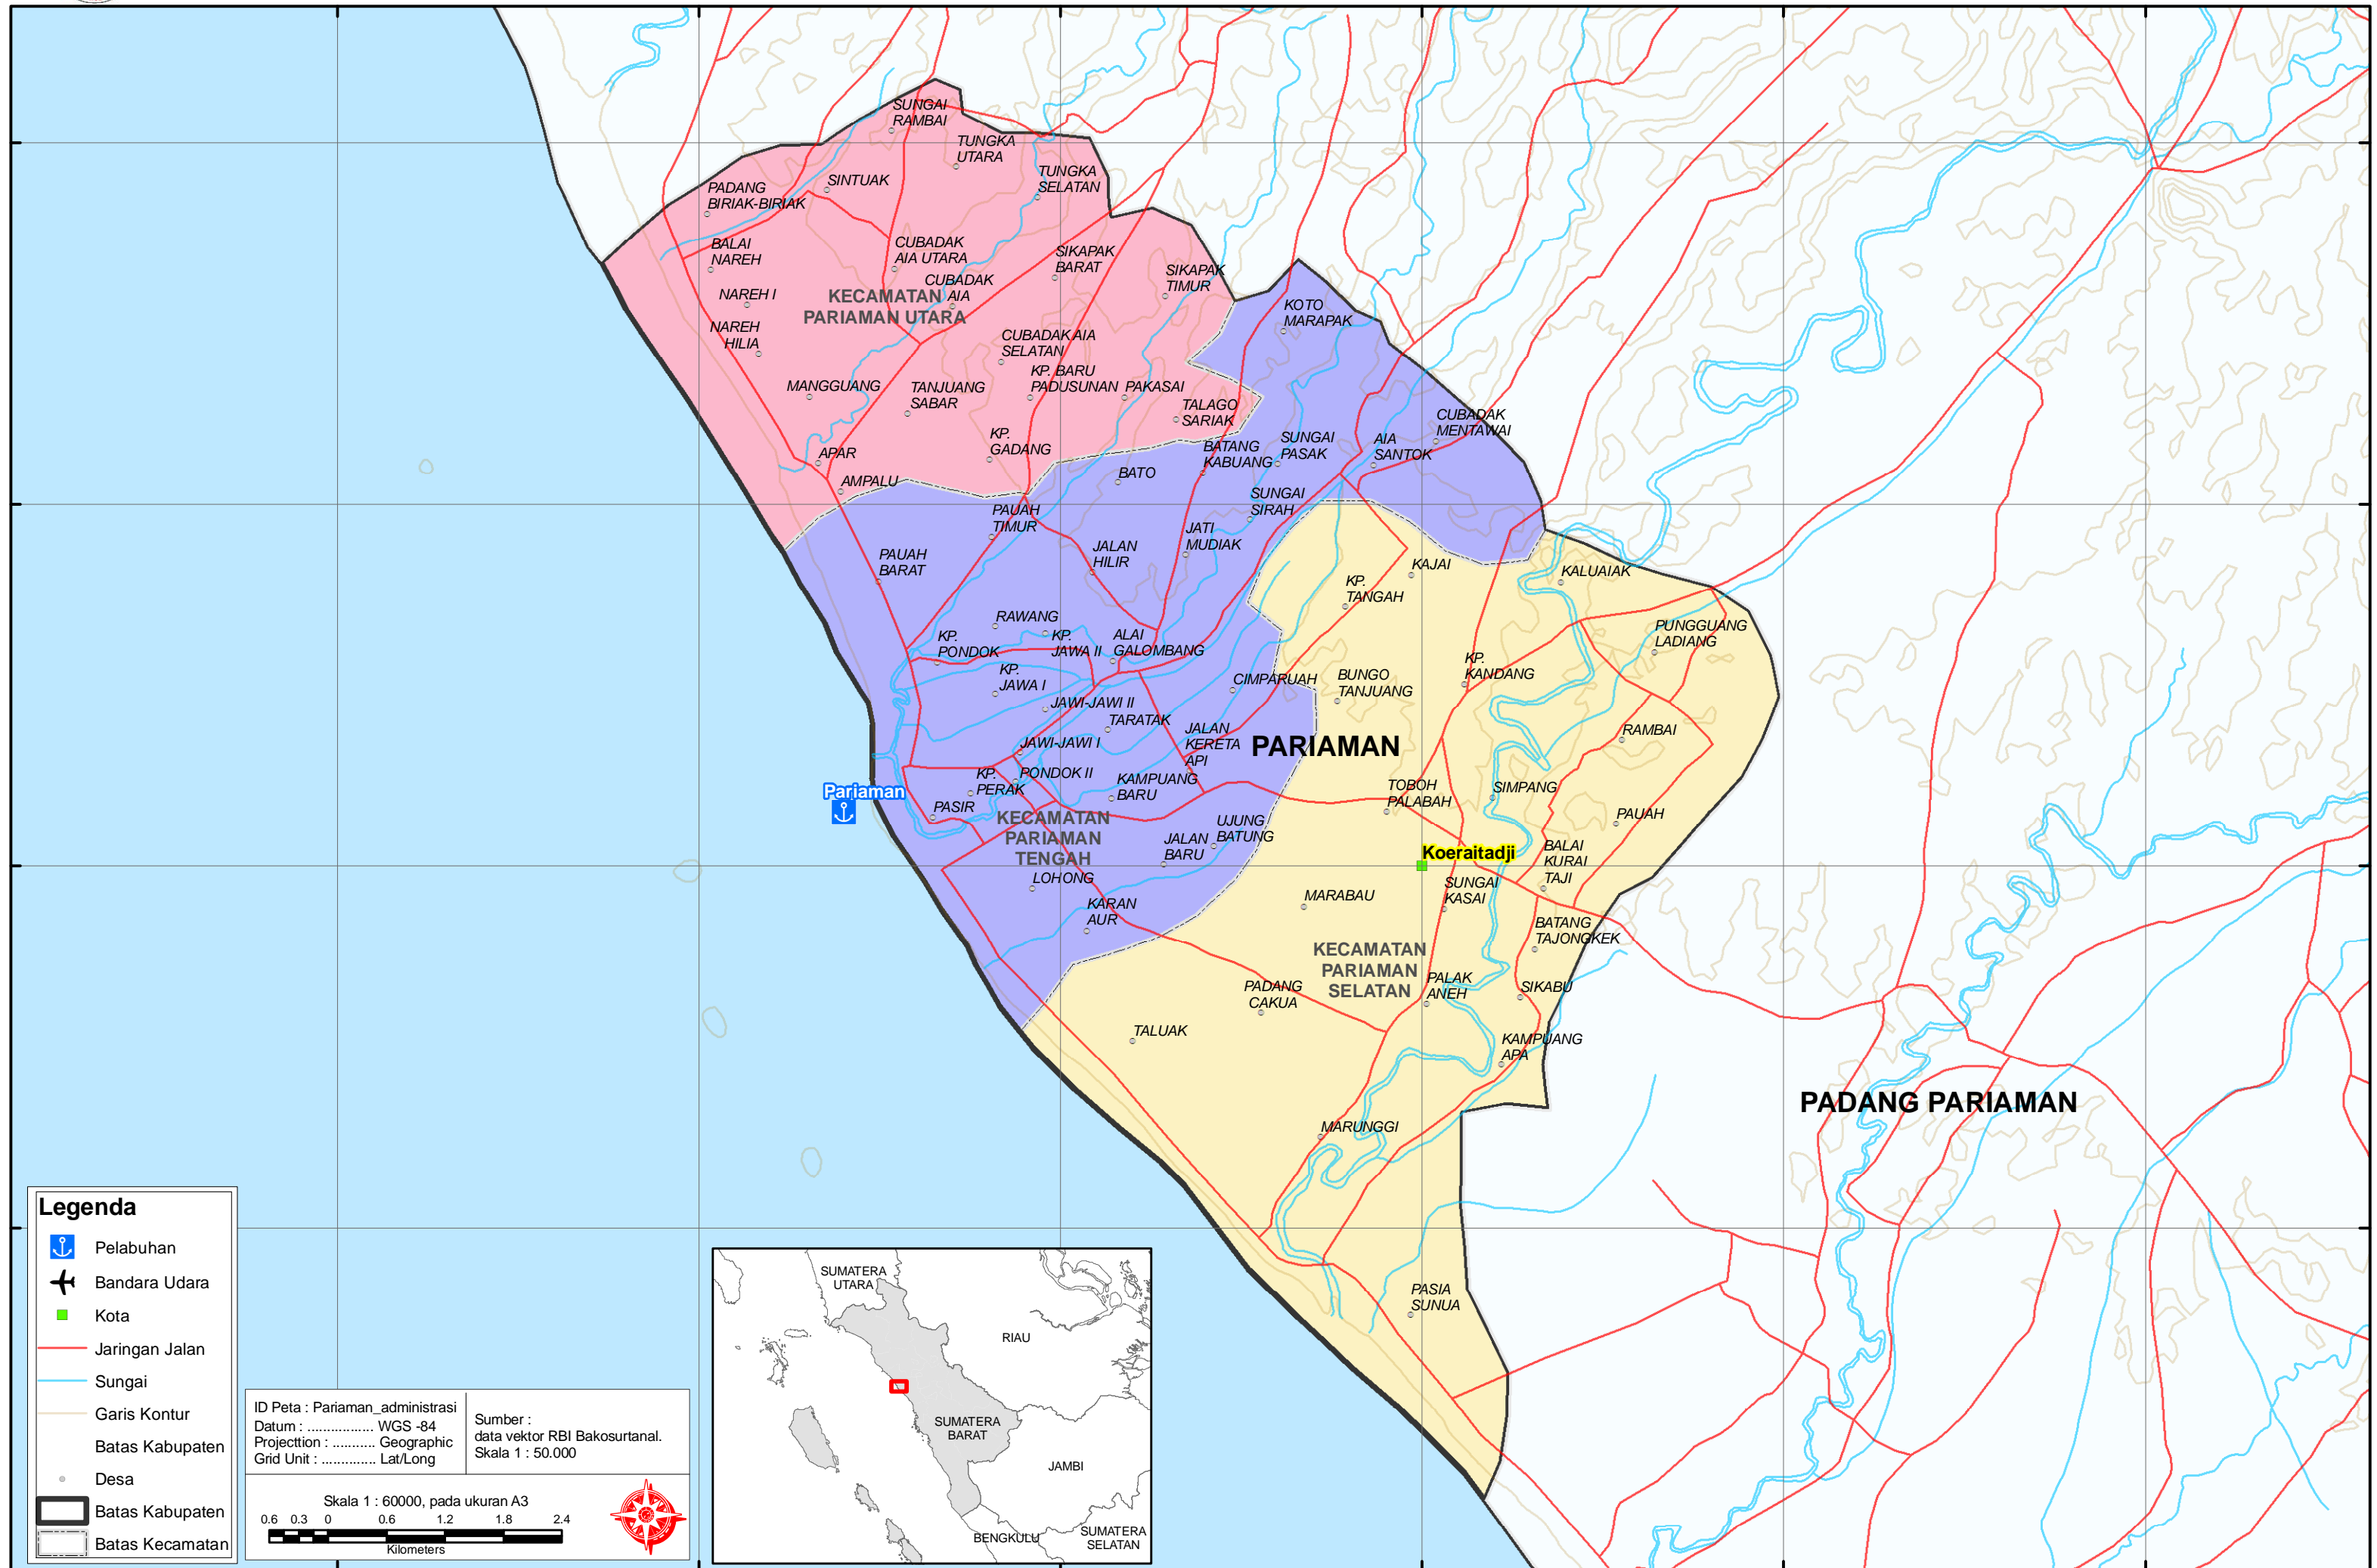 SUNGAI
RAMBAI
TUNGKA
UTARA
TUNGKA
SELATAN
SINTUAK
PADANG
BIRIAK-BIRIAK
BALAI
NAREH
CUBADAK
AIA UTARA
SIKAPAK
BARAT
SIKAPAK
TIMUR
CUBADAK
AIA
NAREH I
KECAMATAN
PARIAMAN UTARA
NAREH
HILIA
KOTO
MARAPAK
CUBADAK AIA
SELATAN
KP. BARU
PADUSUNAN
PAKASAI
MANGGUANG
TANJUANG
SABAR
TALAGO
SARIAK
CUBADAK
MENTAWAI
KP.
GADANG
APAR
AMPALU
BATO
BATANG
KABUANG
SUNGAI
PASAK
AIA
SANTOK
SUNGAI
SIRAH
PAUAH
TIMUR
JATI
MUDIAK
JALAN
HILIR
PAUAH
BARAT
KAJAI
KP.
TANGAH
KALUAIAK
RAWANG
KP.
PONDOK
KP.
JAWA II
ALAI
GALOMBANG
PUNGGUANG
LADIANG
KP.
JAWA I
CIMPARUAH
BUNGO
TANJUANG
KP.
KANDANG
JAWI-JAWI II
TARATAK
JALAN
KERETA
API
PARIAMAN
RAMBAI
JAWI-JAWI I
KP.
PERAK
PONDOK II
KAMPUANG
BARU
Pariaman
PASIR
TOBOH
PALABAH
SIMPANG
PAUAH
KECAMATAN
PARIAMAN
TENGAH
UJUNG
BATUNG
JALAN
BARU
Koeraitadji
BALAI
KURAI
TAJI
LOHONG
KARAN
AUR
MARABAU
SUNGAI
KASAI
BATANG
TAJONGKEK
KECAMATAN
PARIAMAN
SELATAN
PADANG
CAKUA
PALAK
ANEH
SIKABU
TALUAK
KAMPUANG
APA
PADANG PARIAMAN
MARUNGGI
PASIA
SUNUA
Legenda
Pelabuhan
Bandara Udara
Kota
Jaringan Jalan
Sungai
Garis Kontur
Batas Kabupaten
Desa
Batas Kabupaten
Batas Kecamatan
ID Peta : Pariaman_administrasi
Datum : ................. WGS -84
Projecttion : ........... Geographic
Grid Unit : .............. Lat/Long
Sumber :
data vektor RBI Bakosurtanal.
Skala 1 : 50.000
Skala 1 : 60000, pada ukuran A3
0.6 0.3 0 0.6 1.2 1.8 2.4
Kilometers
SUMATERA
UTARA
RIAU
SUMATERA
BARAT
JAMBI
BENGKULU
SUMATERA
SELATAN